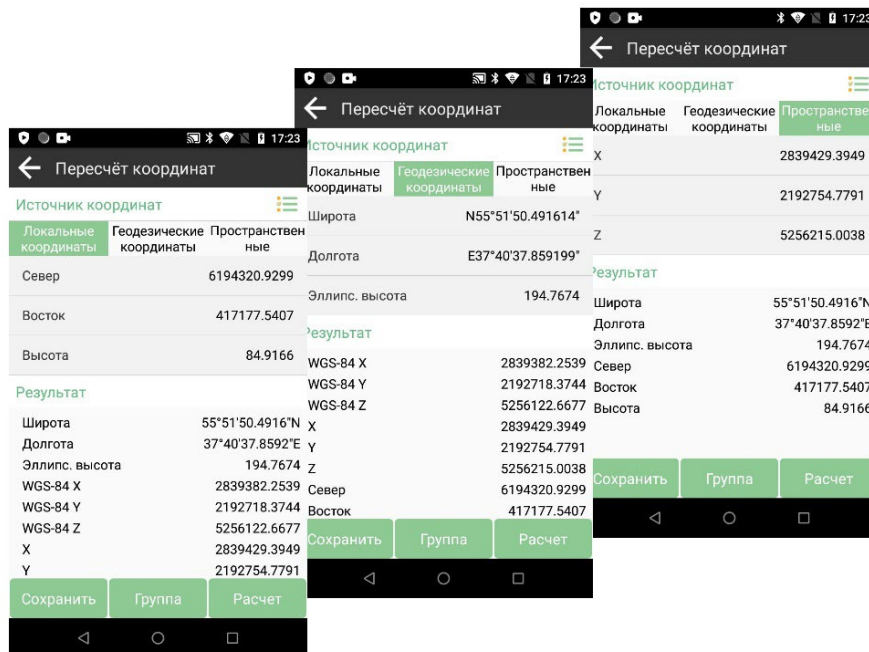 17:23
Пересчёт координат
Источник координат
Локальные координаты
Геодезические координаты
Пространствен
ные
Север 6194320.9299
Восток 417177.5407
Высота 84.9166
Результат
Широта 55°51'50.4916"N
Долгота 37°40'37.8592"E
Эллипс. высота 194.7674
WGS-84 X 2839382.2539
WGS-84 Y 2192718.3744
WGS-84 Z 5256122.6677
X 2839429.3949
Y 2192754.7791
Сохранить Группа Расчет
17:23
Пересчёт координат
Источник координат
Локальные координаты
Геодезические координаты
Пространствен
ные
Широта N55°51'50.491614"
Долгота E37°40'37.859199"
Эллипс. высота 194.7674
Результат
WGS-84 X 2839382.2539
WGS-84 Y 2192718.3744
WGS-84 Z 5256122.6677
X 2839429.3949
Y 2192754.7791
Z 5256215.0038
Север 6194320.9299
Восток 417177.5407
Сохранить Группа Расчет
17:23
Пересчёт координат
Источник координат
Локальные координаты
Геодезические координаты
Пространстве
ные
X 2839429.3949
Y 2192754.7791
Z 5256215.0038
Результат
Широта 55°51'50.4916"N
Долгота 37°40'37.8592"E
Эллипс. высота 194.7674
Север 6194320.9299
Восток 417177.5407
Высота 84.9166
Сохранить Группа Расчет